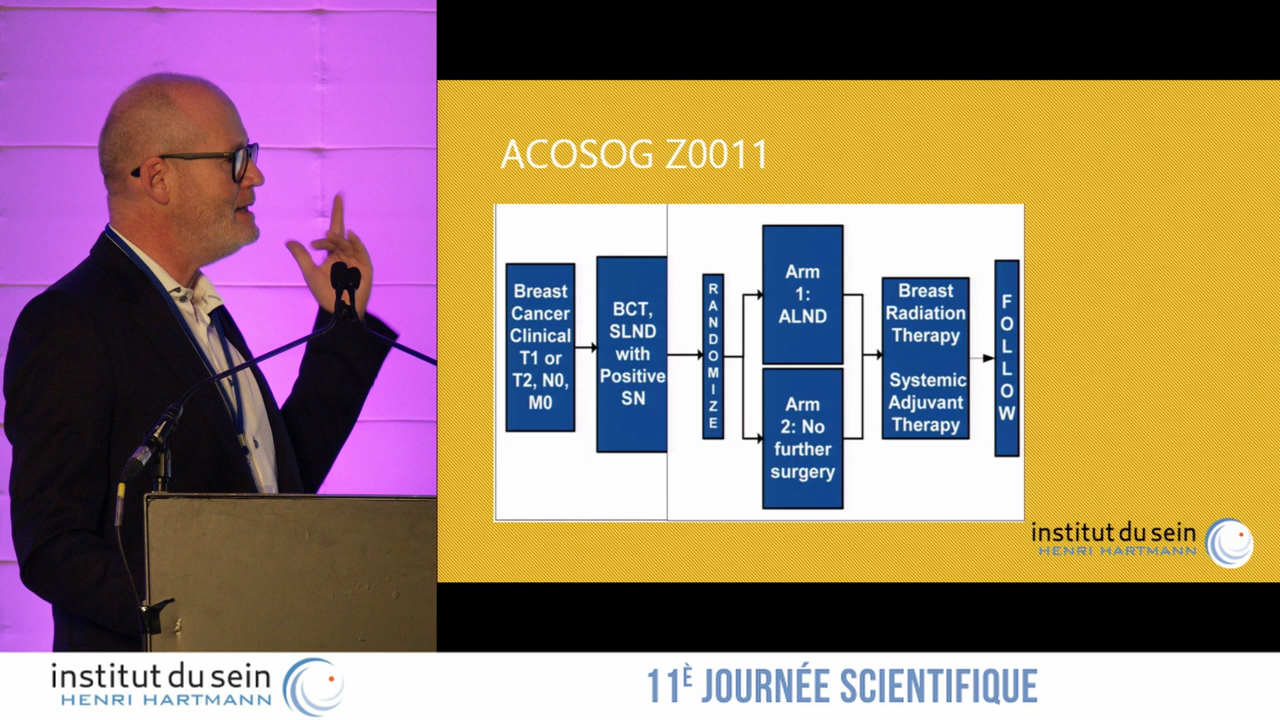 ACOSOG Z0011
Breast
Cancer
Clinical
T1 or
T2, N0,
M0
BCT,
SLND
with
Positive
SN
RANDOMIZE
Arm
1:
ALND
Arm
2: No
further
surgery
Breast
Radiation
Therapy
Systemic
Adjuvant
Therapy
FOLLOW
institut du sein
HENRI HARTMANN
institut du sein
HENRI HARTMANN
11È JOURNÉE SCIENTIFIQUE